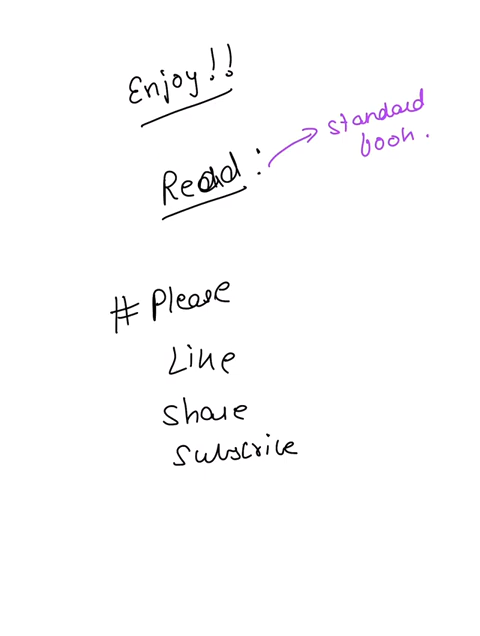 Enjoy!!
Read: → standard
book.
# Please
Like
Share
Subscribe